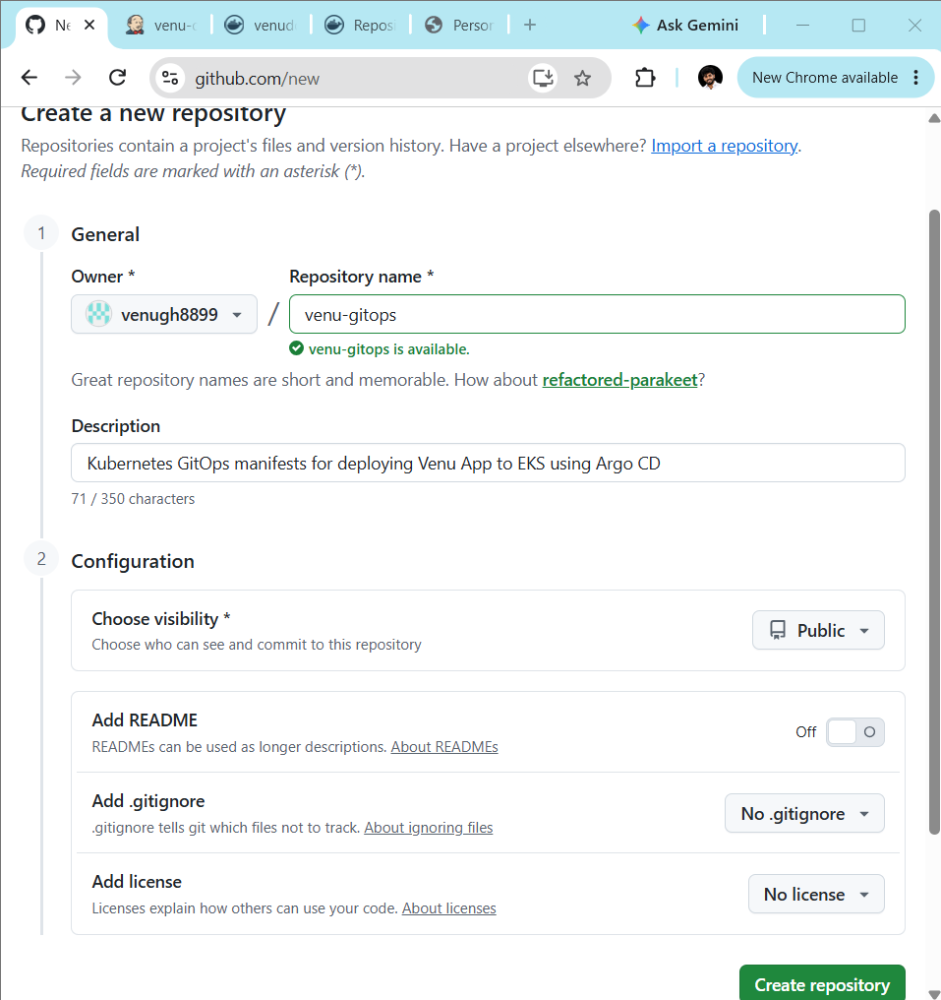 Ne
venu-c
venud
Repos
Person
Ask Gemini
github.com/new
New Chrome available
Create a new repository
Repositories contain a project's files and version history. Have a project elsewhere? Import a repository.
Required fields are marked with an asterisk (*).
1 General
Owner * Repository name *
venugh8899 / venu-gitops
venu-gitops is available.
Great repository names are short and memorable. How about refactored-parakeet?
Description
Kubernetes GitOps manifests for deploying Venu App to EKS using Argo CD
71 / 350 characters
2 Configuration
Choose visibility *
Public
Choose who can see and commit to this repository
Add README
Off
READMEs can be used as longer descriptions. About READMEs
Add .gitignore
No .gitignore
.gitignore tells git which files not to track. About ignoring files
Add license
No license
Licenses explain how others can use your code. About licenses
Create repository